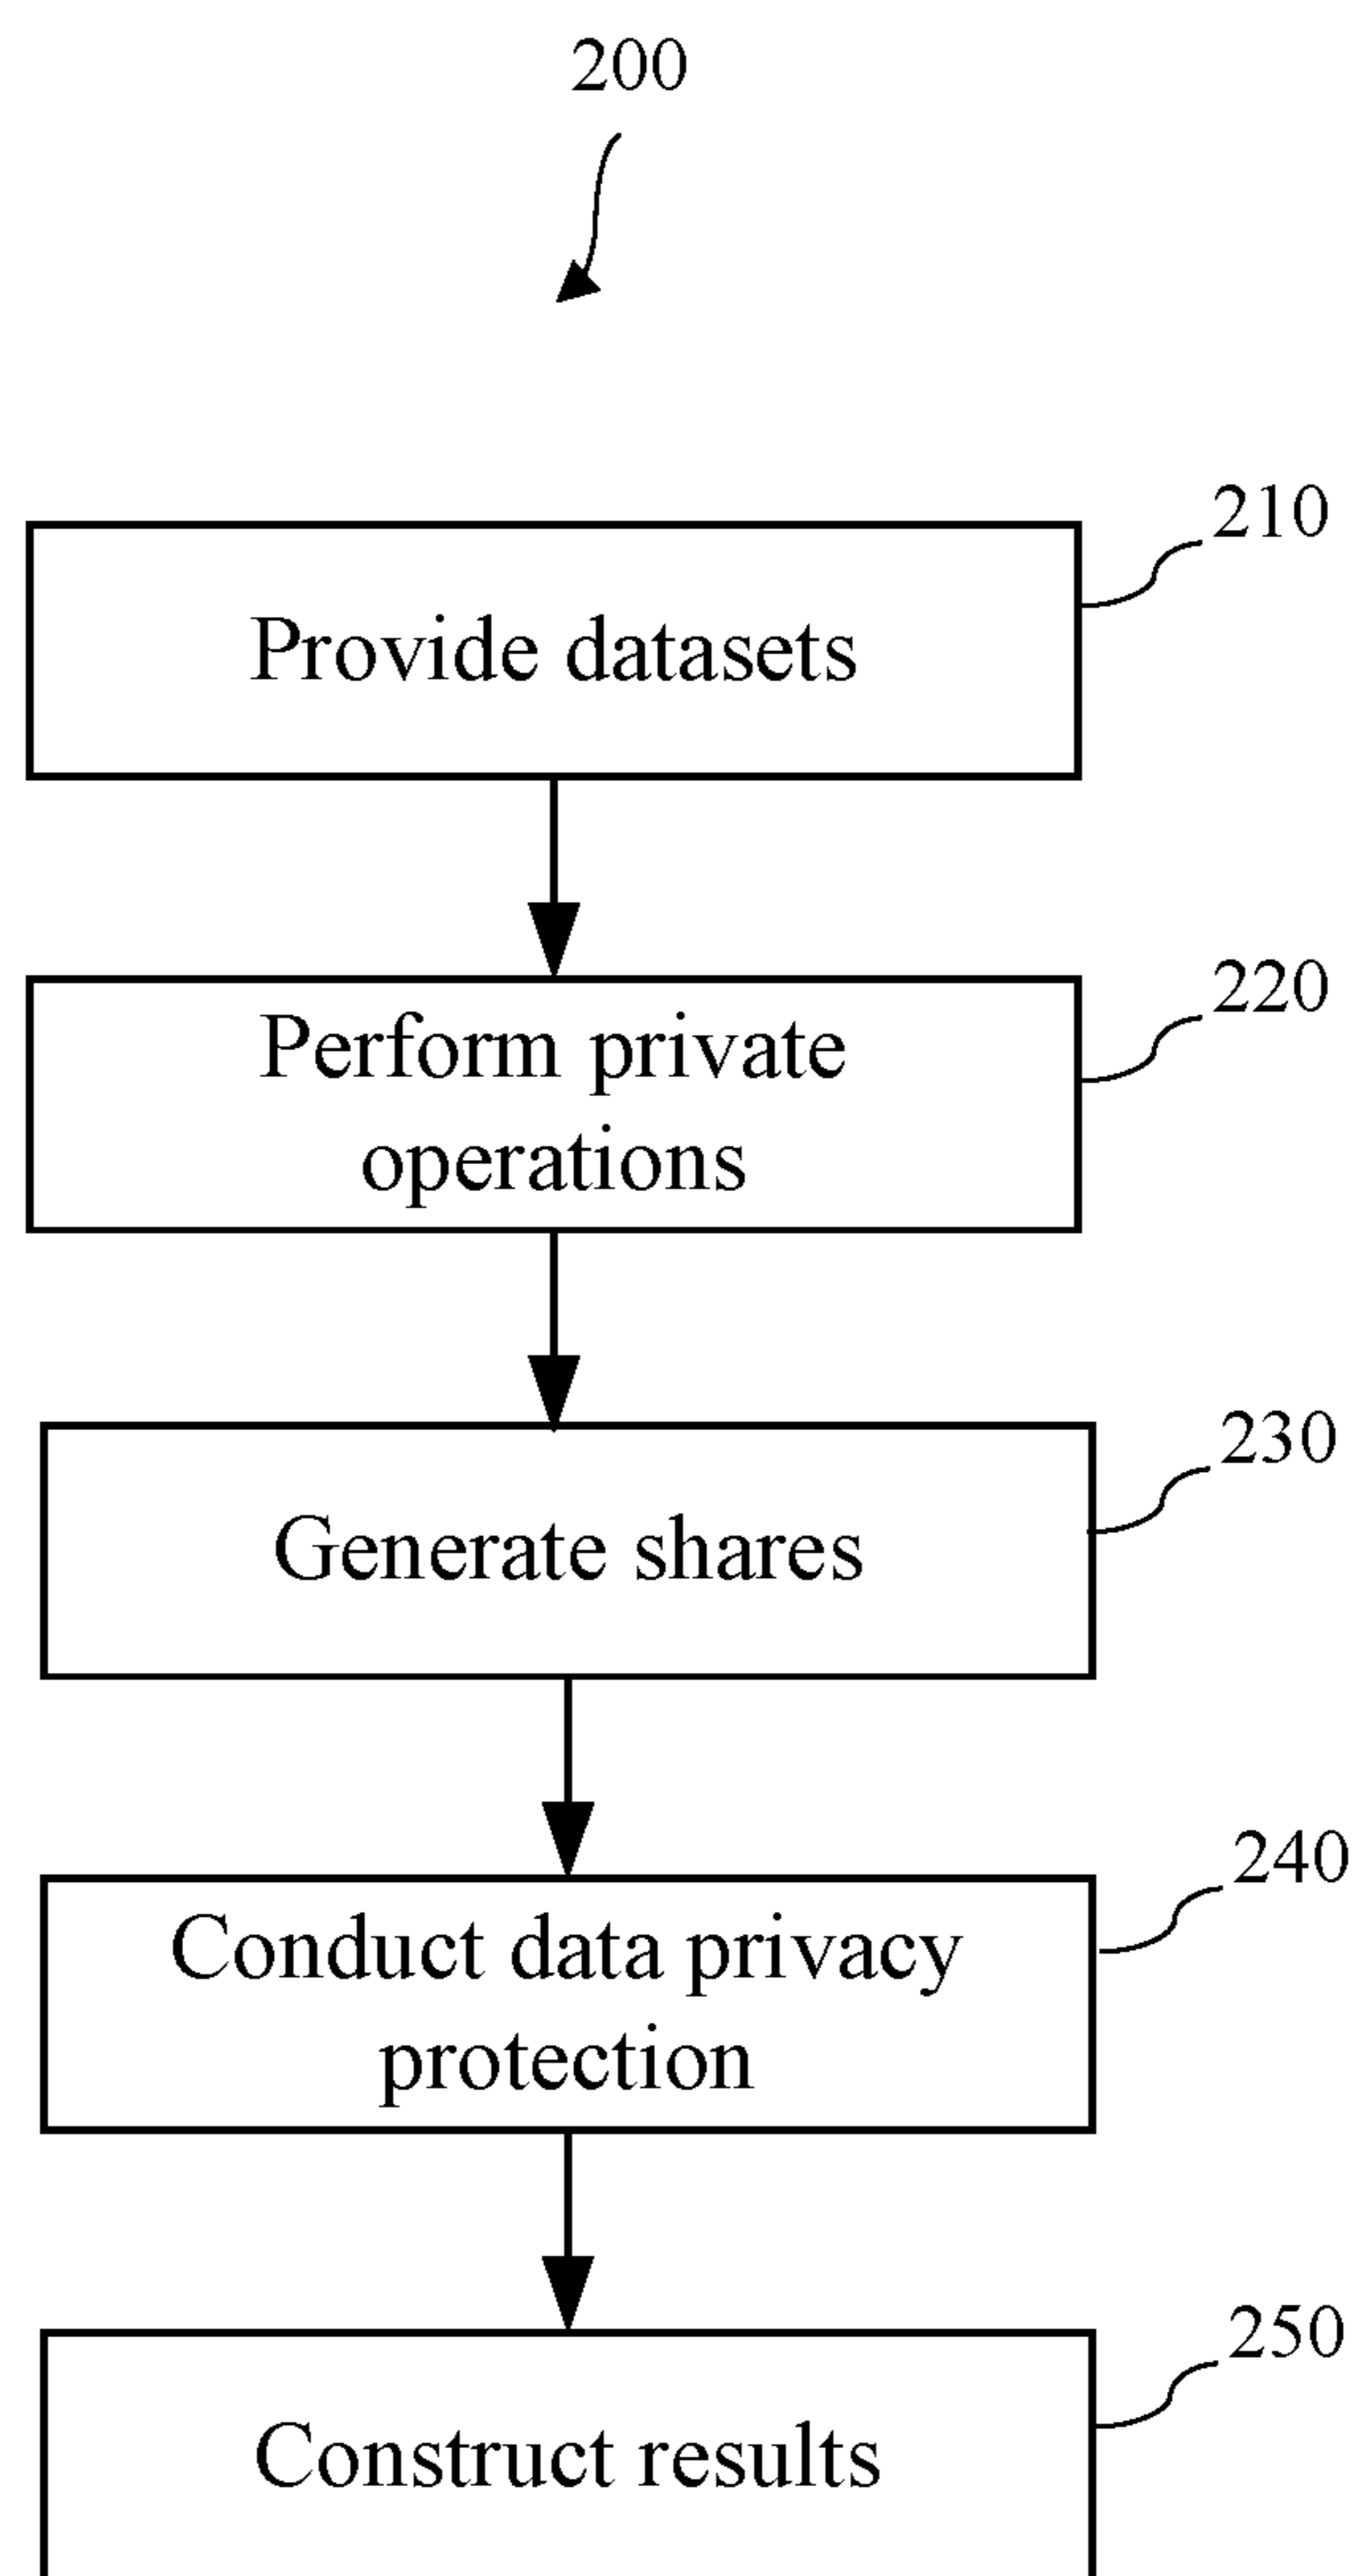 200
210
Provide datasets
220
Perform private
operations
230
Generate shares
240
Conduct data privacy
protection
250
Construct results